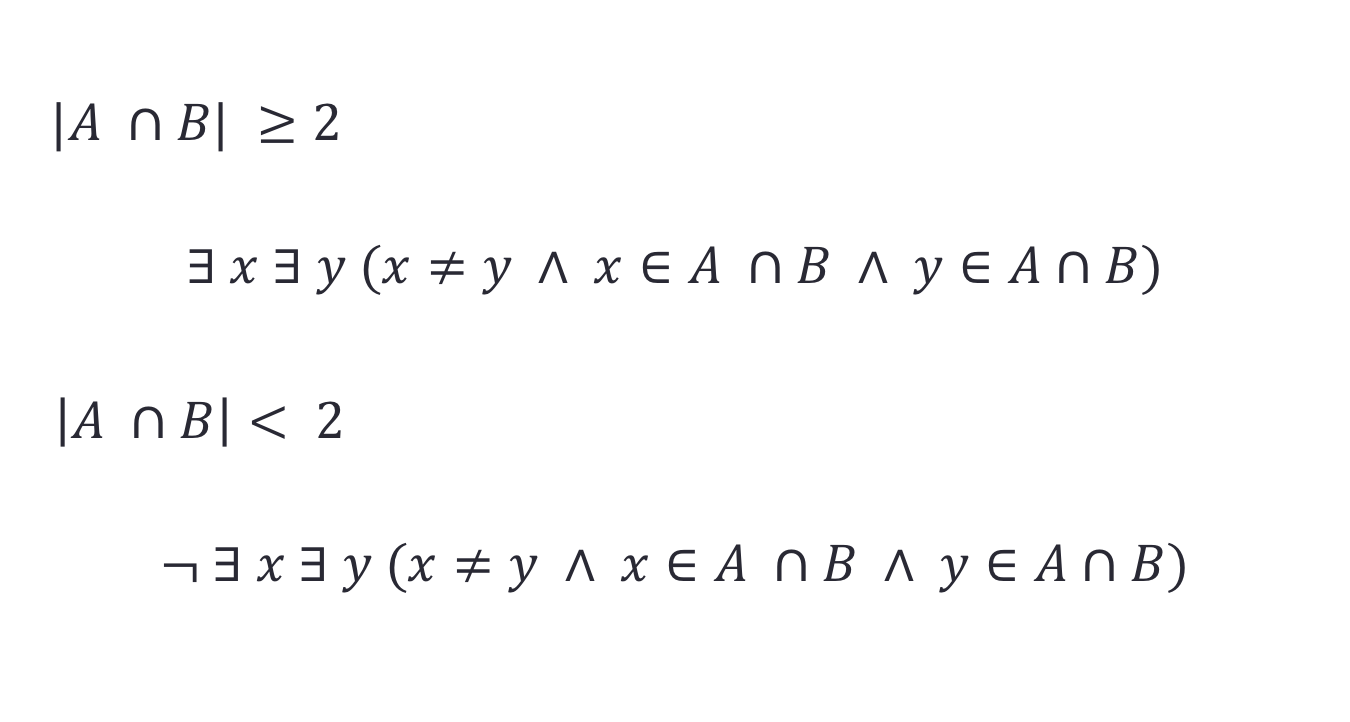 |A ∩ B| ≥ 2
∃ x ∃ y (x ≠ y ∧ x ∈ A ∩ B ∧ y ∈ A ∩ B)
|A ∩ B| < 2
¬ ∃ x ∃ y (x ≠ y ∧ x ∈ A ∩ B ∧ y ∈ A ∩ B)